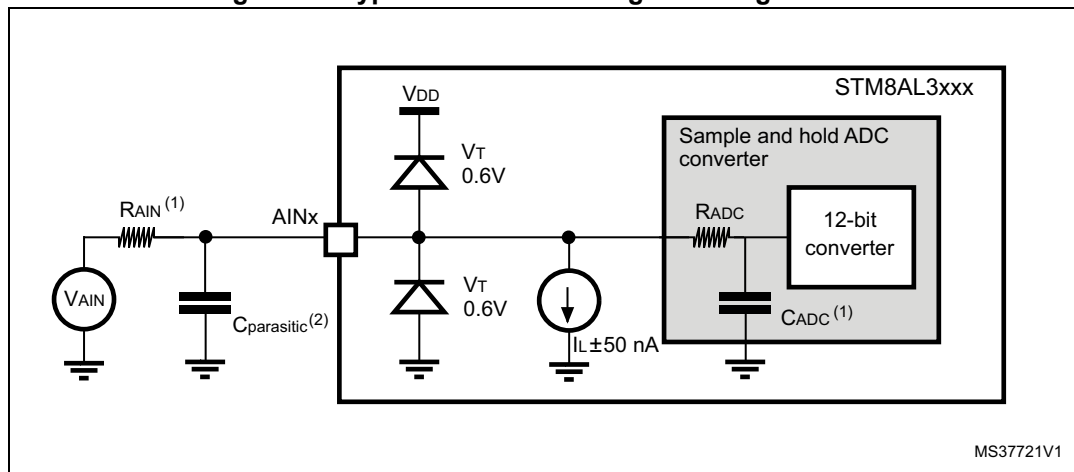 STM8AL3xxx
VDD
Sample and hold ADC
converter
VT
0.6V
RAIN (1)
AINx
RADC
12-bit
converter
VAIN
Cparasitic(2)
VT
0.6V
IL±50 nA
CADC (1)
MS37721V1